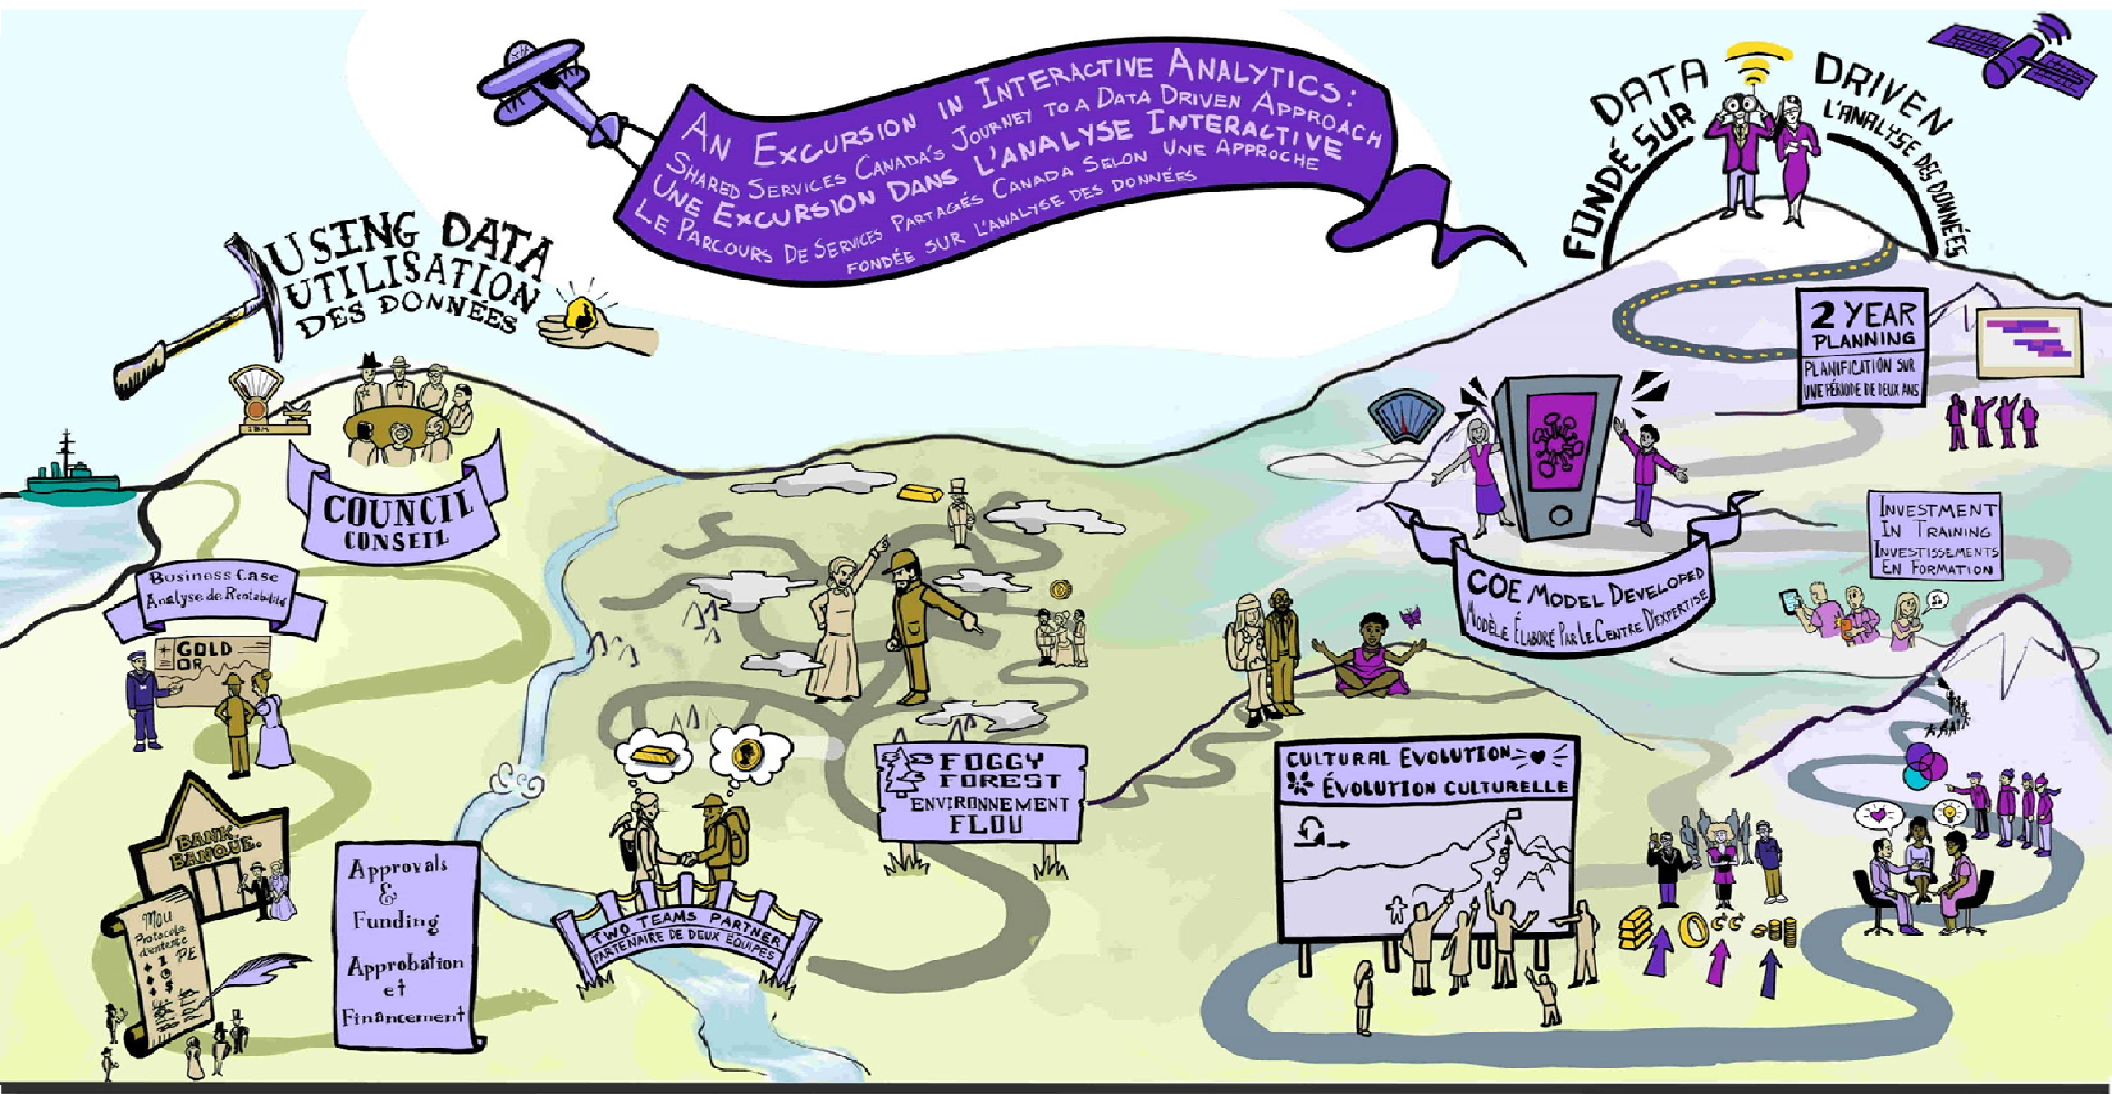 AN EXCURSION IN INTERACTIVE ANALYTICS:
SHARED SERVICES CANADA'S JOURNEY TO A DATA DRIVEN APPROACH
UNE EXCURSION DANS L'ANALYSE INTERACTIVE
LE PARCOURS DE SERVICES PARTAGÉS CANADA SELON UNE APPROCHE
FONDÉE SUR L'ANALYSE DES DONNÉES
DATA DRIVEN
FONDÉ SUR L'ANALYSE DES DONNÉES
USING DATA
UTILISATION
DES DONNÉES
COUNCIL
CONSEIL
Business Case
Analyse de Rentabilité
GOLD
OR
BANK
BANQUE.
MOU
Protocole
d'entente
PE
Approvals
&
Funding
Approbation
et
Financement
TWO TEAMS PARTNER
PARTENAIRE DE DEUX EQUIPES
FOGGY
FOREST
ENVIRONNEMENT
FLOU
CULTURAL EVOLUTION
ÉVOLUTION CULTURELLE
COE MODEL DEVELOPED
MODÈLE ÉLABORÉ PAR LE CENTRE D'EXPERTISE
INVESTMENT
IN TRAINING
INVESTISSEMENTS
EN FORMATION
2 YEAR
PLANNING
PLANIFICATION SUR
UNE PÉRIODE DE DEUX ANS